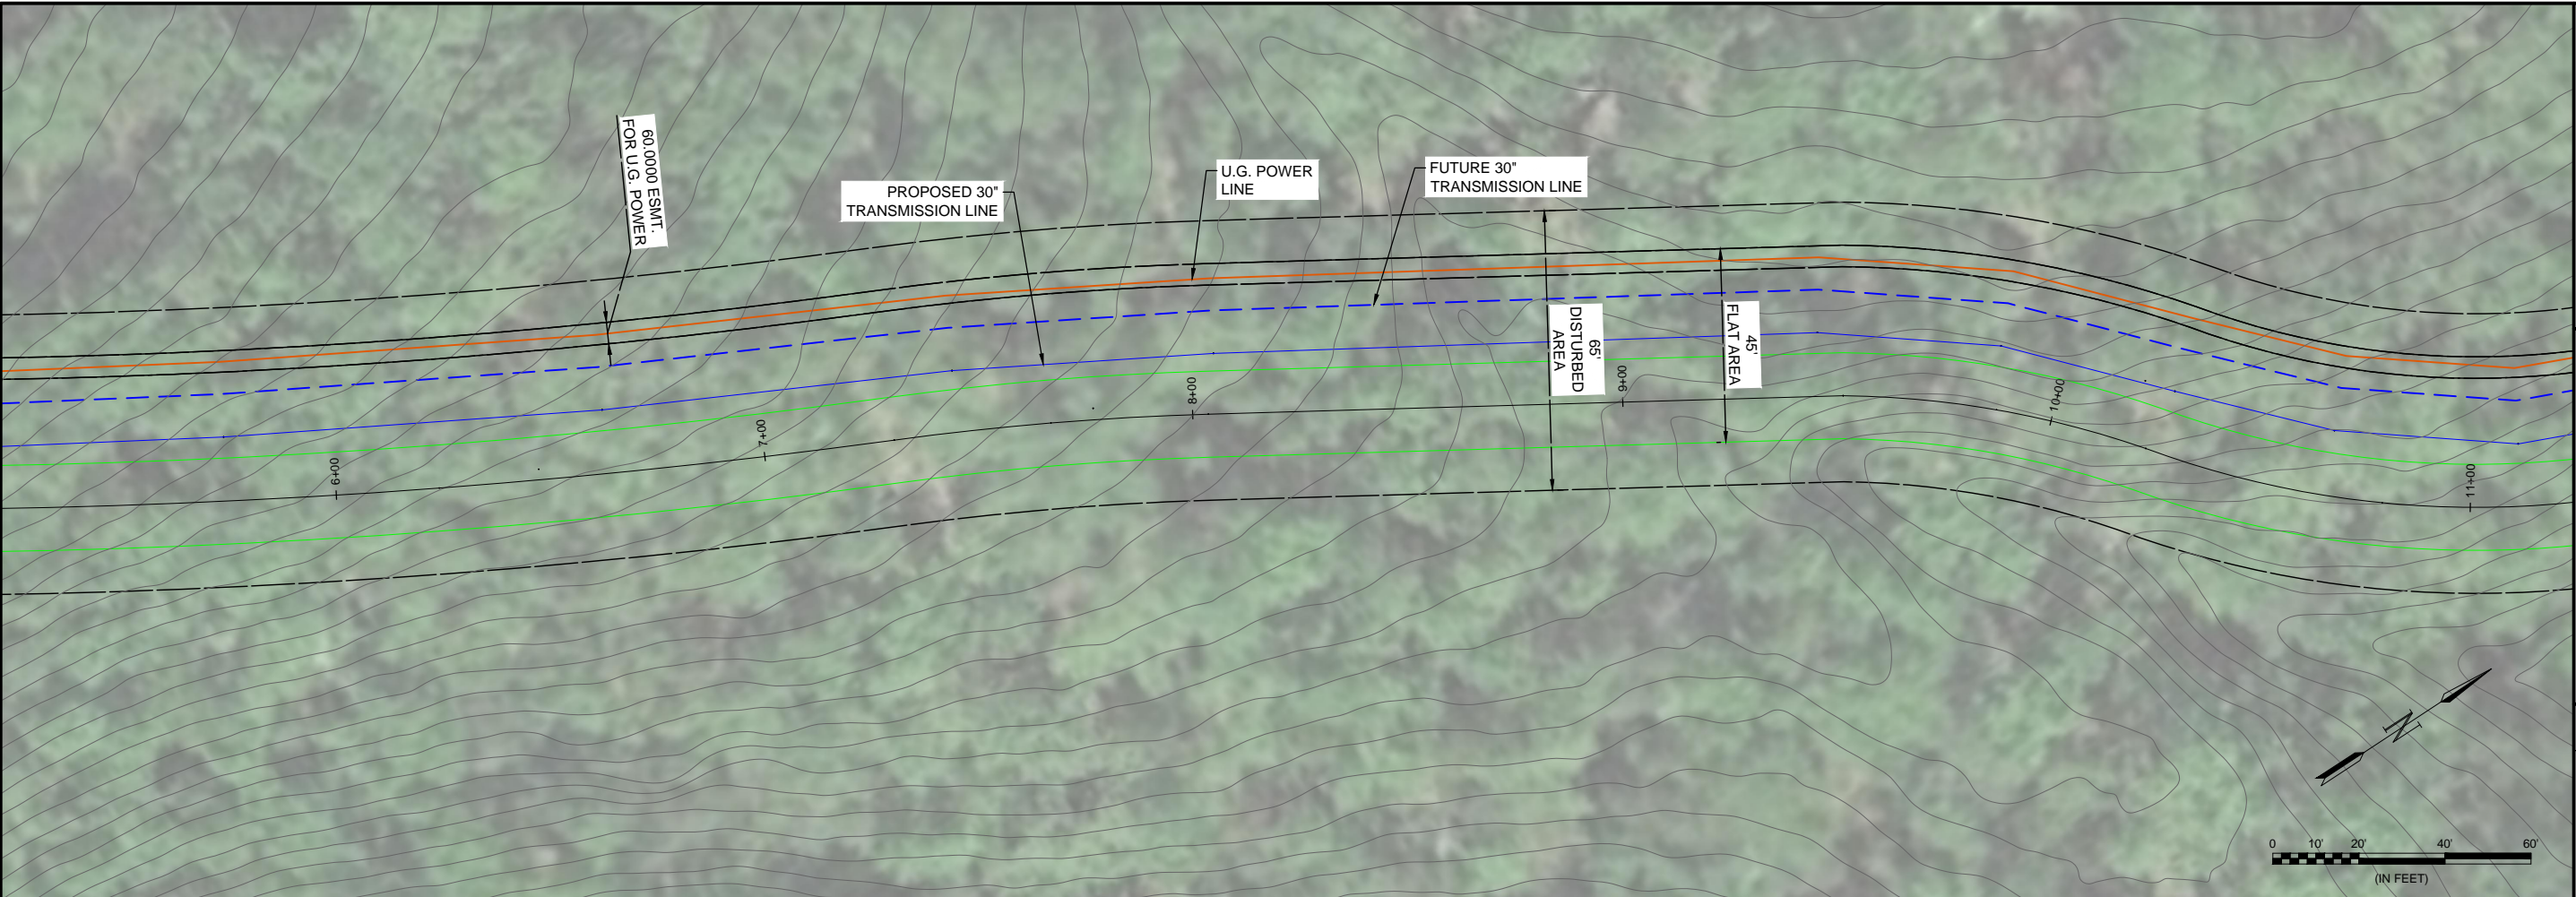 60.0000 ESMT.
FOR U.G. POWER
PROPOSED 30"
TRANSMISSION LINE
U.G. POWER
LINE
FUTURE 30"
TRANSMISSION LINE
65'
DISTURBED
AREA
45'
FLAT AREA
6+00
7+00
8+00
9+00
10+00
11+00
N
0 10' 20' 40' 60'
(IN FEET)